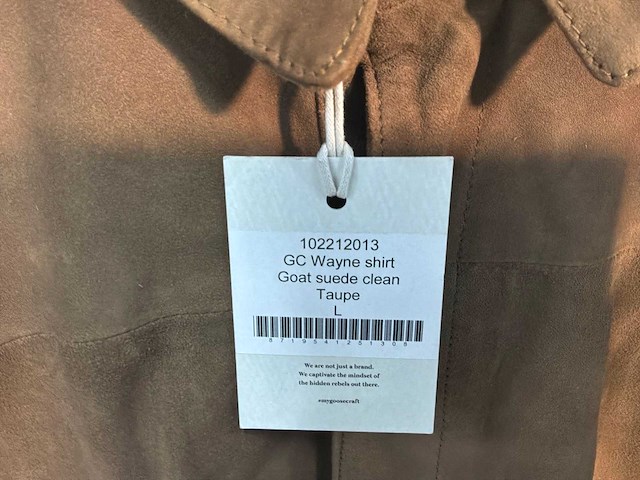 102212013
GC Wayne shirt
Goat suede clean
Taupe
L
8719541251308
We are not just a brand.
We captivate the mindset of
the hidden rebels out there.
#mygoosecraft